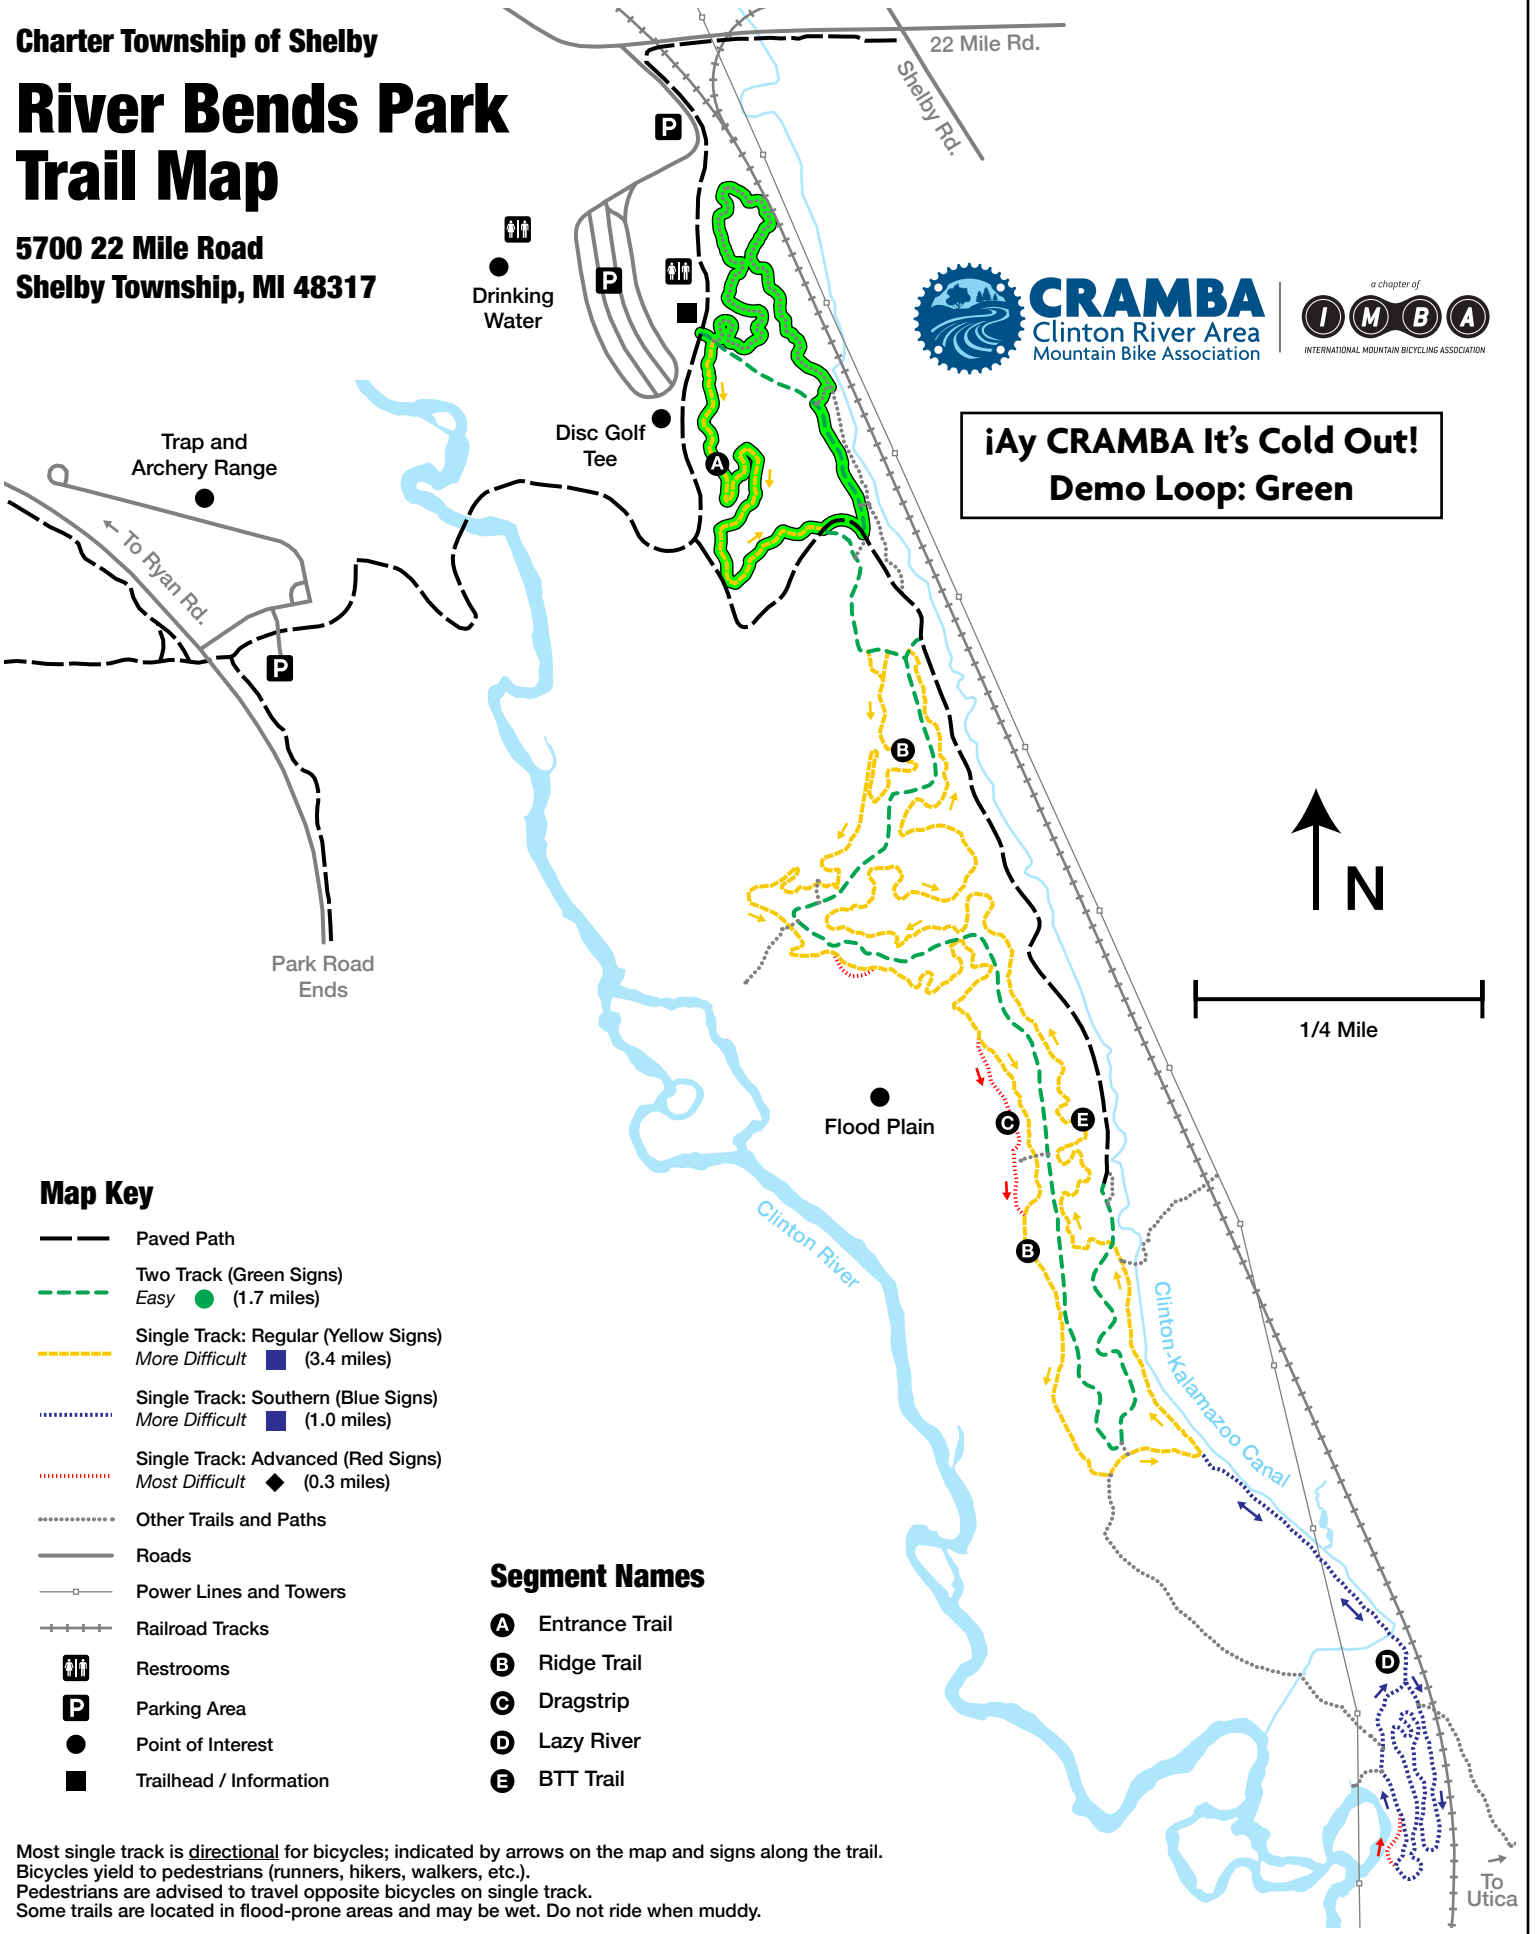 Charter Township of Shelby
River Bends Park
Trail Map
5700 22 Mile Road
Shelby Township, MI 48317
22 Mile Rd.
Shelby Rd.
P
Drinking
Water
P
CRAMBA
Clinton River Area
Mountain Bike Association
a chapter of
I M B A
INTERNATIONAL MOUNTAIN BICYCLING ASSOCIATION
¡Ay CRAMBA It's Cold Out!
Demo Loop: Green
Disc Golf
Tee
A
Trap and
Archery Range
To Ryan Rd.
P
B
N
Park Road
Ends
1/4 Mile
Flood Plain
C
E
B
Clinton River
Clinton-Kalamazoo Canal
D
To
Utica
Map Key
Paved Path
Two Track (Green Signs)
Easy (1.7 miles)
Single Track: Regular (Yellow Signs)
More Difficult (3.4 miles)
Single Track: Southern (Blue Signs)
More Difficult (1.0 miles)
Single Track: Advanced (Red Signs)
Most Difficult (0.3 miles)
Other Trails and Paths
Roads
Power Lines and Towers
Railroad Tracks
Restrooms
P Parking Area
Point of Interest
Trailhead / Information
Segment Names
A Entrance Trail
B Ridge Trail
C Dragstrip
D Lazy River
E BTT Trail
Most single track is directional for bicycles; indicated by arrows on the map and signs along the trail.
Bicycles yield to pedestrians (runners, hikers, walkers, etc.).
Pedestrians are advised to travel opposite bicycles on single track.
Some trails are located in flood-prone areas and may be wet. Do not ride when muddy.